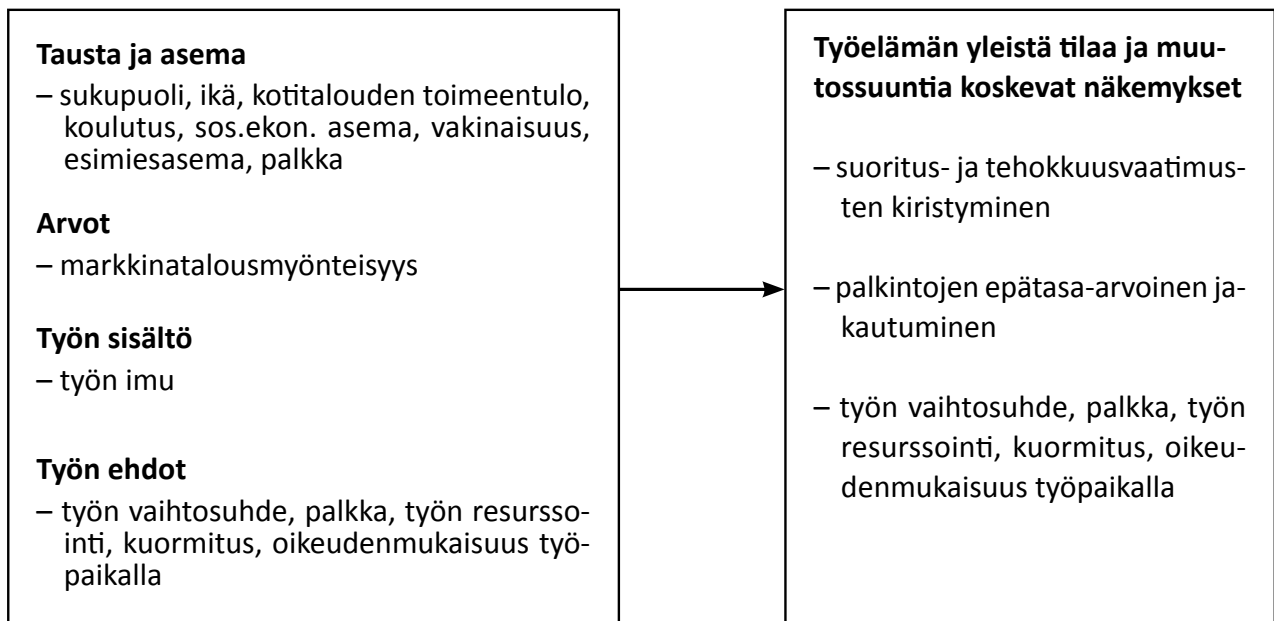 Tausta ja asema
– sukupuoli, ikä, kotitalouden toimeentulo,
koulutus, sos.ekon. asema, vakinaisuus,
esimiesasema, palkka
Arvot
– markkinatalousmyönteisyys
Työn sisältö
– työn imu
Työn ehdot
– työn vaihtosuhde, palkka, työn resursso-
inti, kuormitus, oikeudenmukaisuus työ-
paikalla
Työelämän yleistä tilaa ja muu-
tossuuntia koskevat näkemykset
– suoritus- ja tehokkuusvaatimus-
ten kiristyminen
– palkintojen epätasa-arvoinen ja-
kautuminen
– työn vaihtosuhde, palkka, työn
resurssointi, kuormitus, oikeu-
denmukaisuus työpaikalla